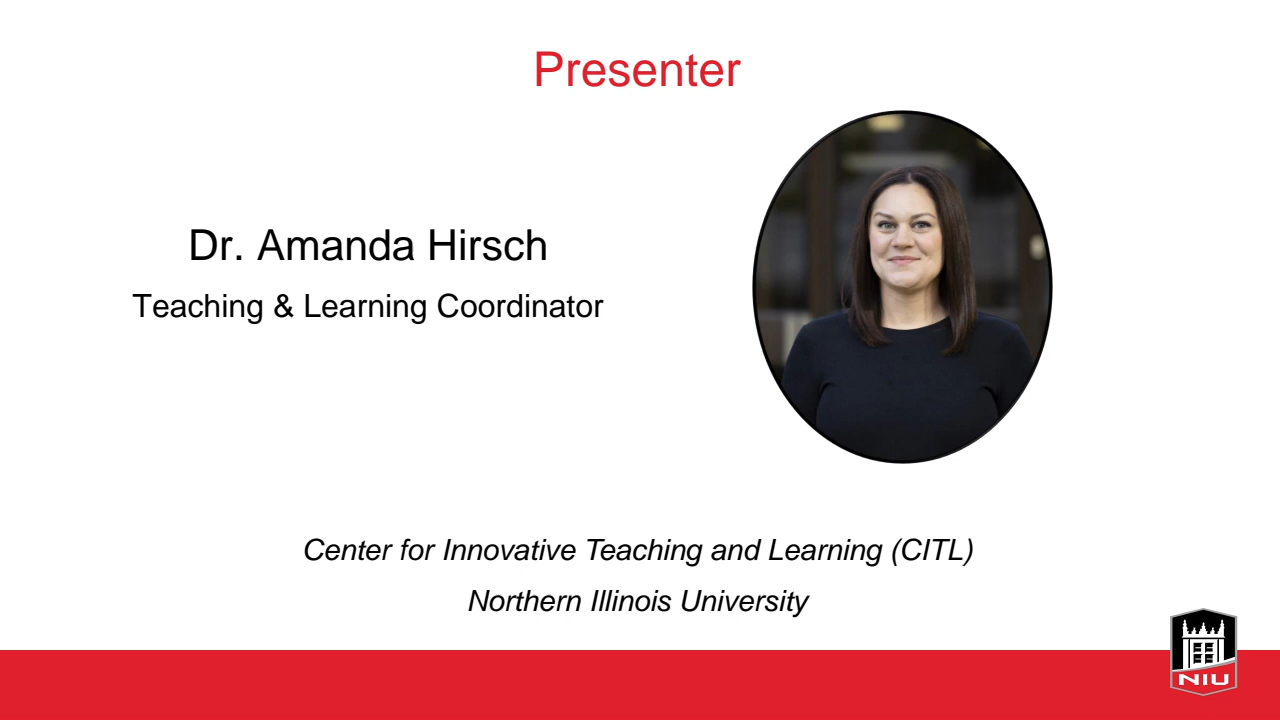 Presenter
Dr. Amanda Hirsch
Teaching & Learning Coordinator
Center for Innovative Teaching and Learning (CITL)
Northern Illinois University
NIU